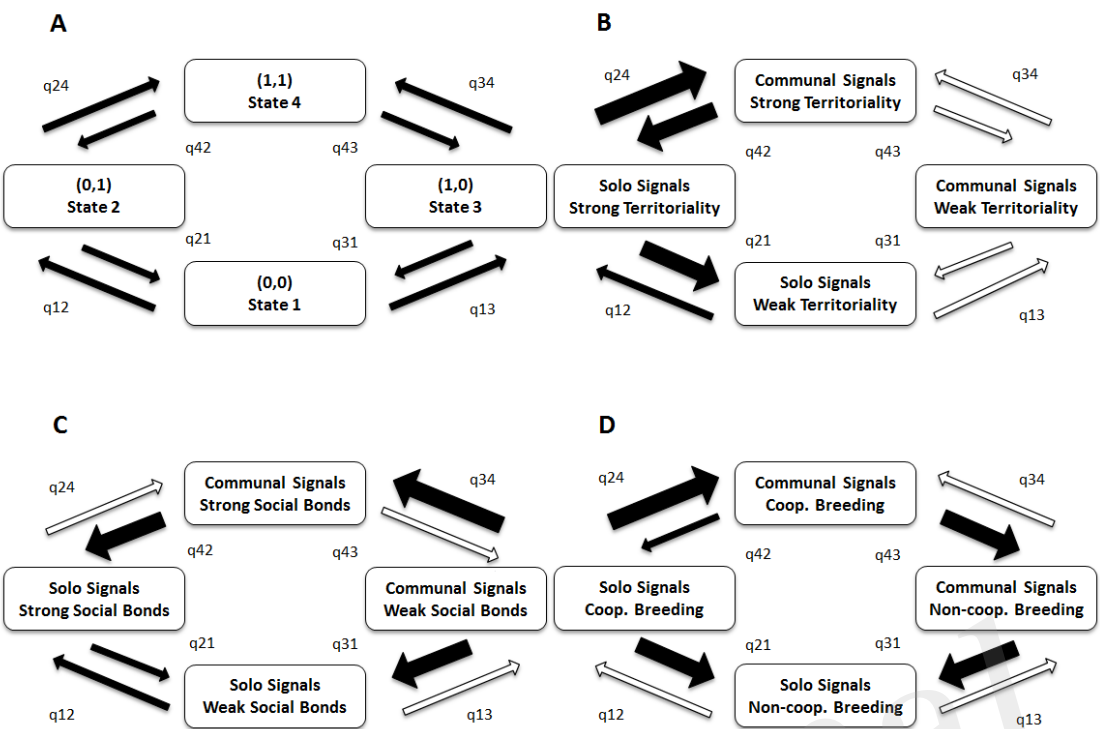 A
q24
(1,1)
State 4
q34
q42
q43
(0,1)
State 2
(1,0)
State 3
q21
q31
(0,0)
State 1
q12
q13
B
q24
Communal Signals
Strong Territoriality
q34
q42
q43
Solo Signals
Strong Territoriality
Communal Signals
Weak Territoriality
q21
q31
Solo Signals
Weak Territoriality
q12
q13
C
q24
Communal Signals
Strong Social Bonds
q34
q42
q43
Solo Signals
Strong Social Bonds
Communal Signals
Weak Social Bonds
q21
q31
Solo Signals
Weak Social Bonds
q12
q13
D
q24
Communal Signals
Coop. Breeding
q34
q42
q43
Solo Signals
Coop. Breeding
Communal Signals
Non-coop. Breeding
q21
q31
Solo Signals
Non-coop. Breeding
q12
q13